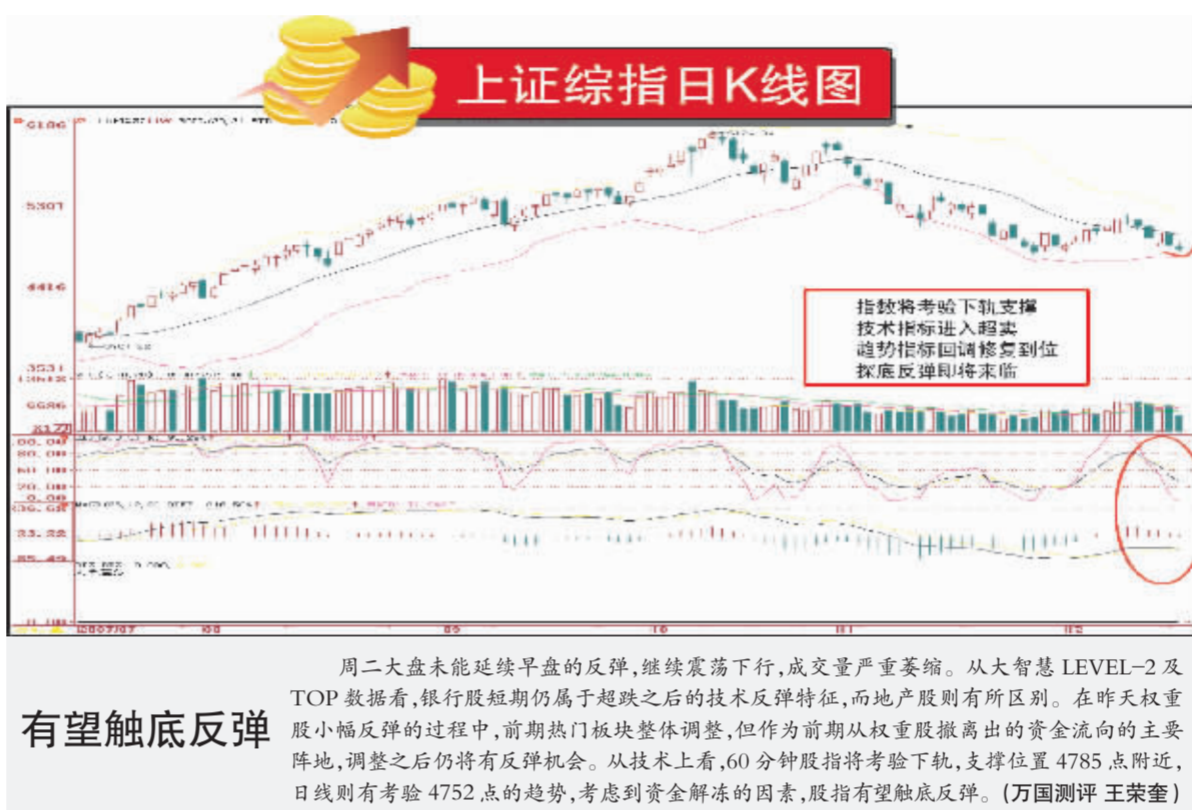 上证综指日K线图
5307
4416
3531
指数将考验下轨支撑
技术指标进入超卖
趋势指标回调修复到位
探底反弹即将来临
80.00
2007/07
08
09
10
11
12
有望触底反弹
周二大盘未能延续早盘的反弹,继续震荡下行,成交量严重萎缩。从大智慧 LEVEL-2 及
TOP 数据看,银行股短期仍属于超跌之后的技术反弹特征,而地产股则有所区别。在昨天权重
股小幅反弹的过程中,前期热门板块整体调整,但作为前期从权重股撤离出的资金流向的主要
阵地,调整之后仍将有反弹机会。从技术上看,60 分钟股指将考验下轨,支撑位置 4785 点附近,
日线则有考验 4752 点的趋势,考虑到资金解冻的因素,股指有望触底反弹。(万国测评 王荣奎)